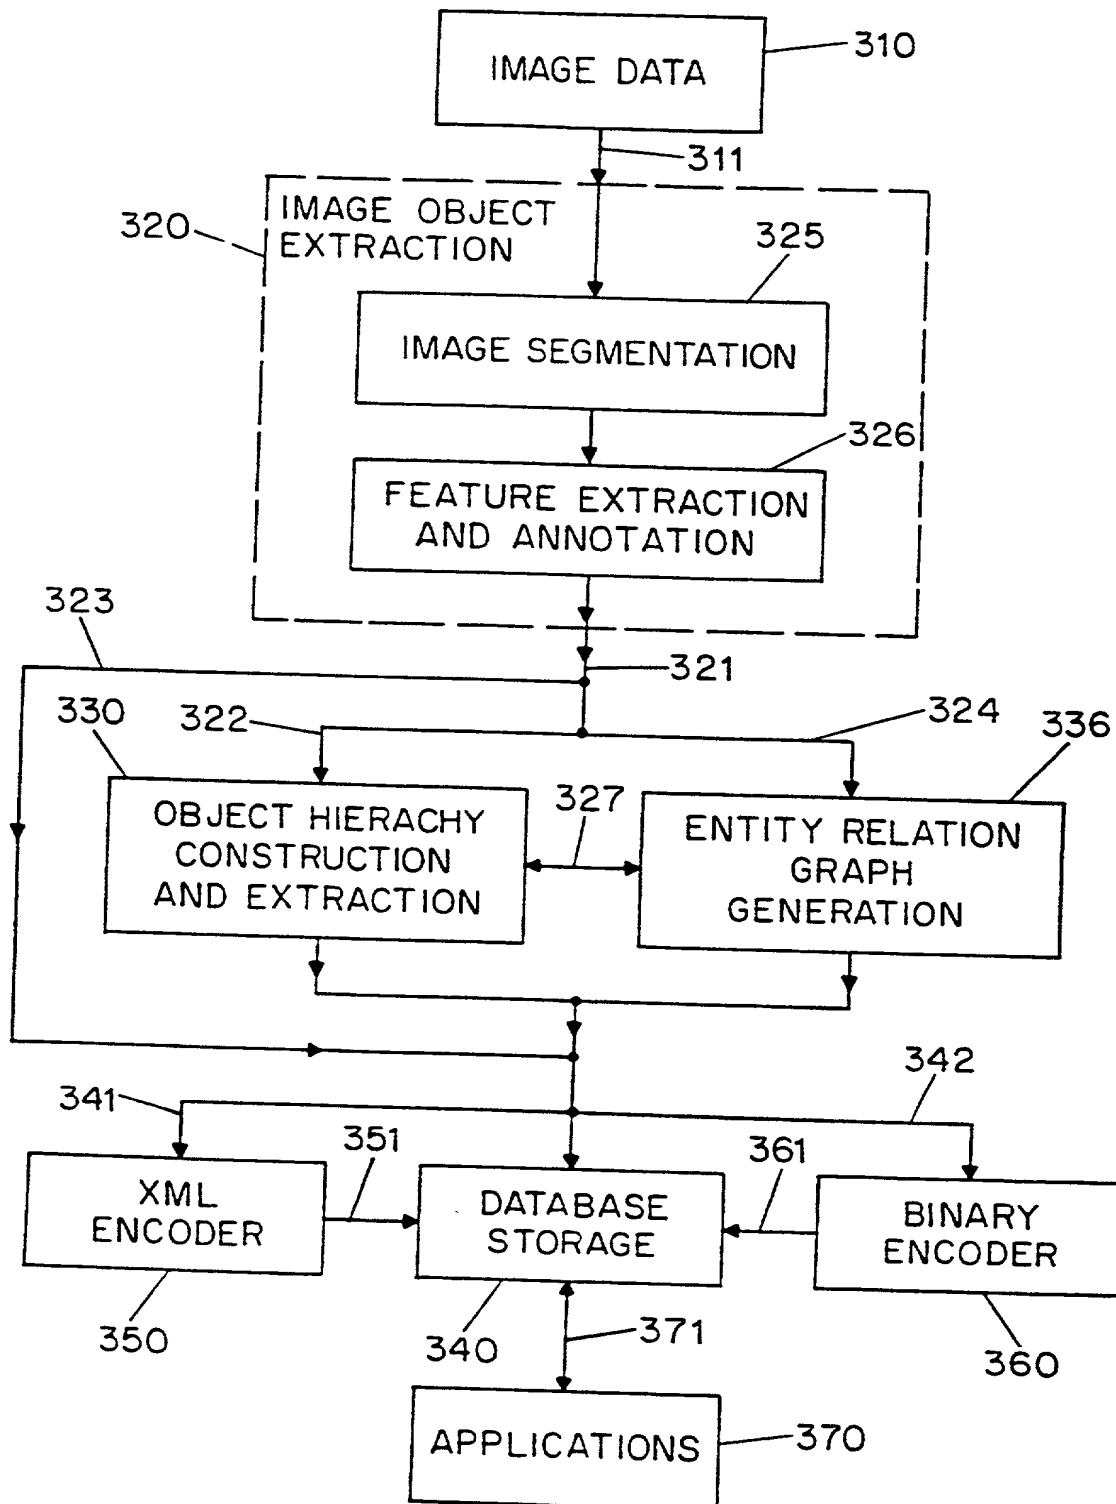 IMAGE DATA
310
311
IMAGE OBJECT
EXTRACTION
320
325
IMAGE SEGMENTATION
326
FEATURE EXTRACTION
AND ANNOTATION
323
321
330
322
324
336
OBJECT HIERACHY
CONSTRUCTION
AND EXTRACTION
327
ENTITY RELATION
GRAPH
GENERATION
341
342
351
361
XML
ENCODER
DATABASE
STORAGE
BINARY
ENCODER
350
340
371
360
APPLICATIONS
370